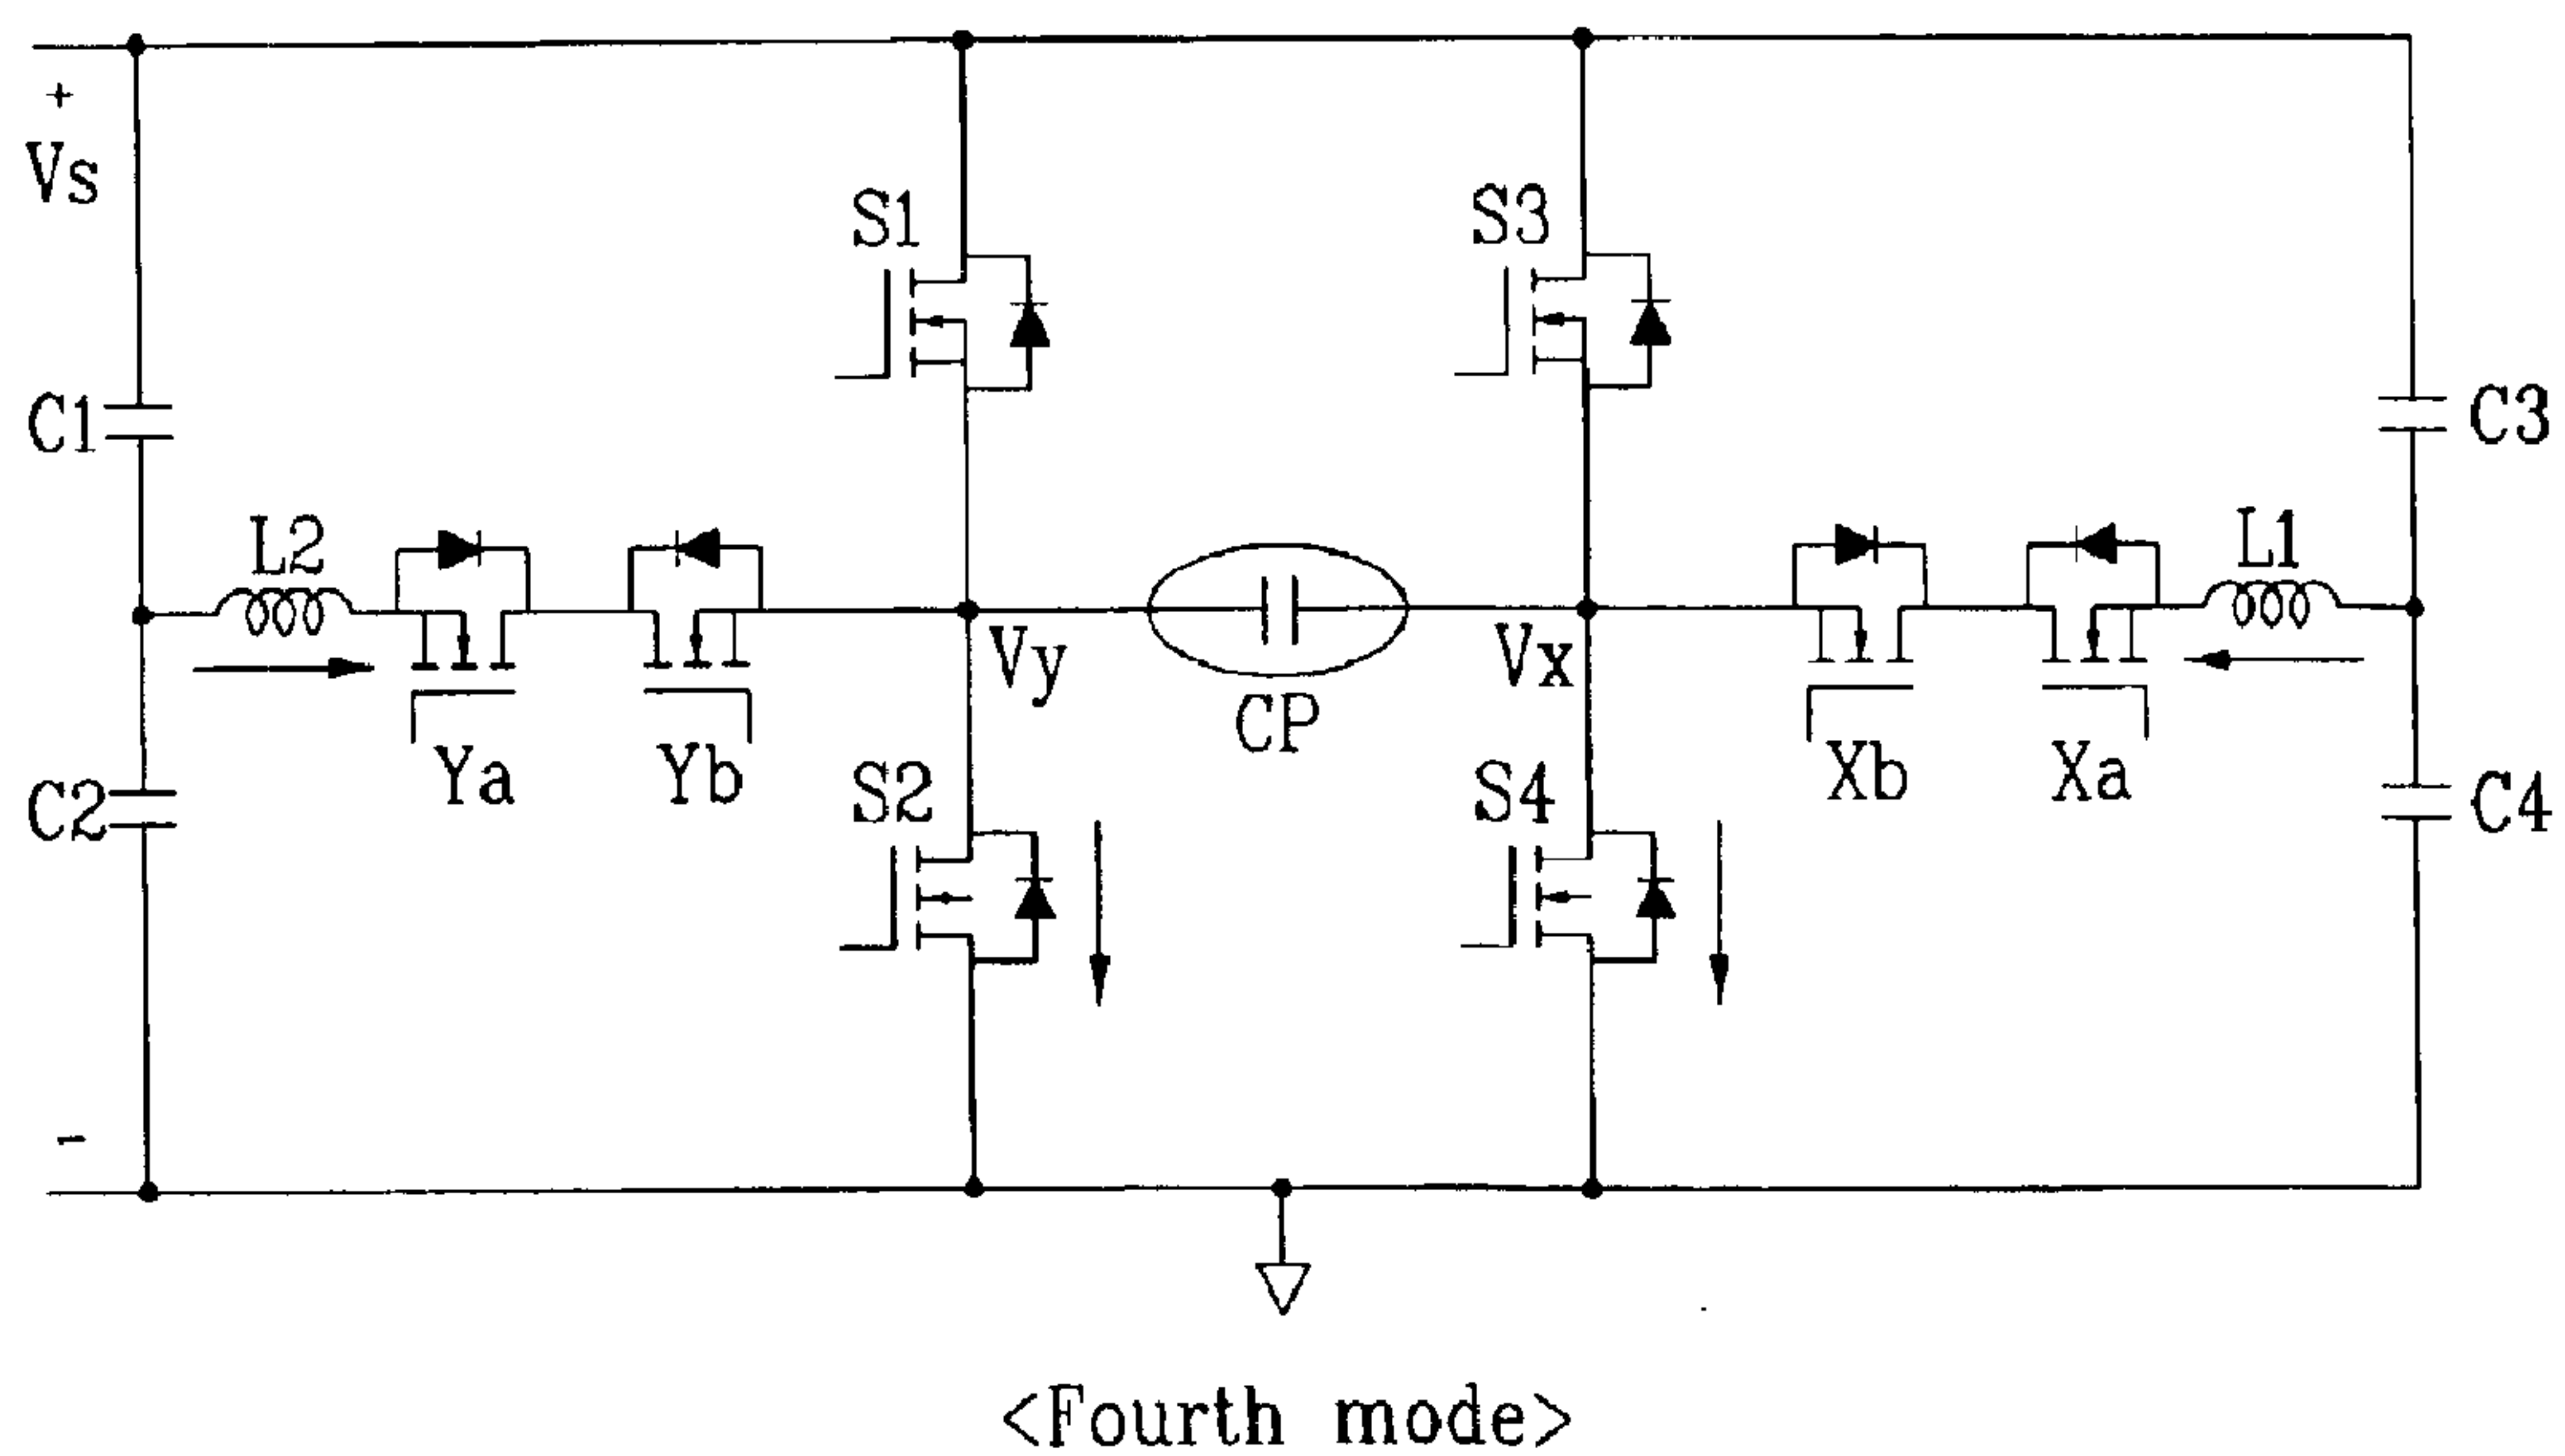 +
Vs
S1
S3
C1
C3
L2
L1
Vy
Vx
CP
Ya
Yb
Xb
Xa
C2
S2
S4
C4
-
<Fourth mode>